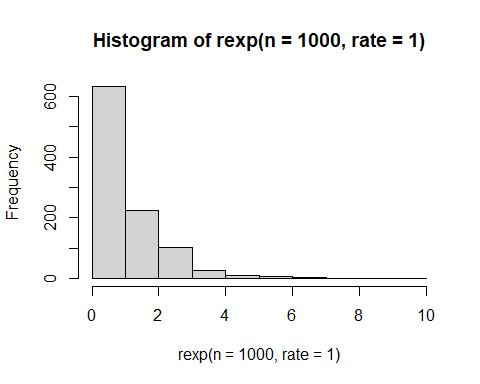 Histogram of rexp(n = 1000, rate = 1)
Frequency
600
400
200
0
0 2 4 6 8 10
rexp(n = 1000, rate = 1)